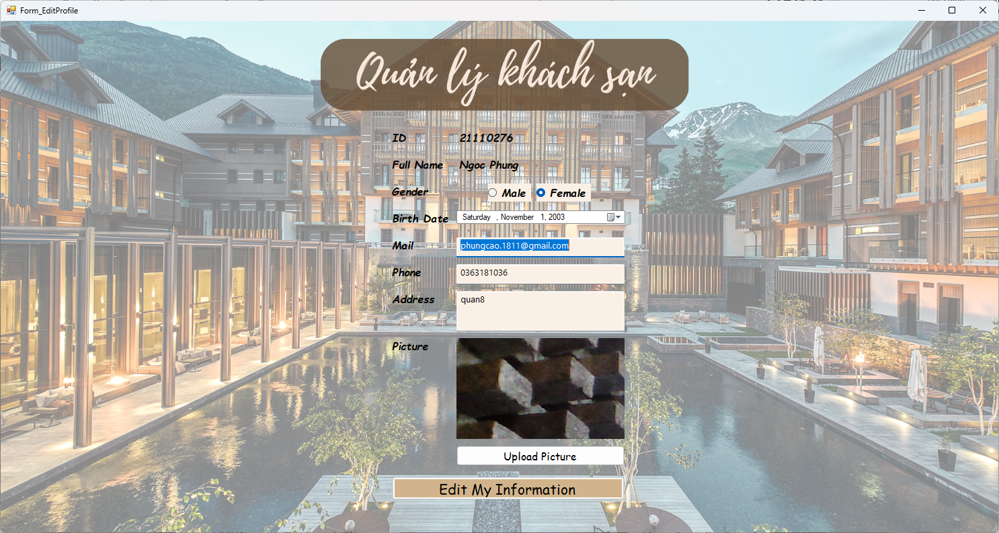 Form_EditProfile
Quản lý khách sạn
ID 21110276
Full Name Ngoc Phung
Gender Male Female
Birth Date Saturday , November 1, 2003
Mail phungcao.1811@gmail.com
Phone 0363181036
Address quan8
Picture
Upload Picture
Edit My Information